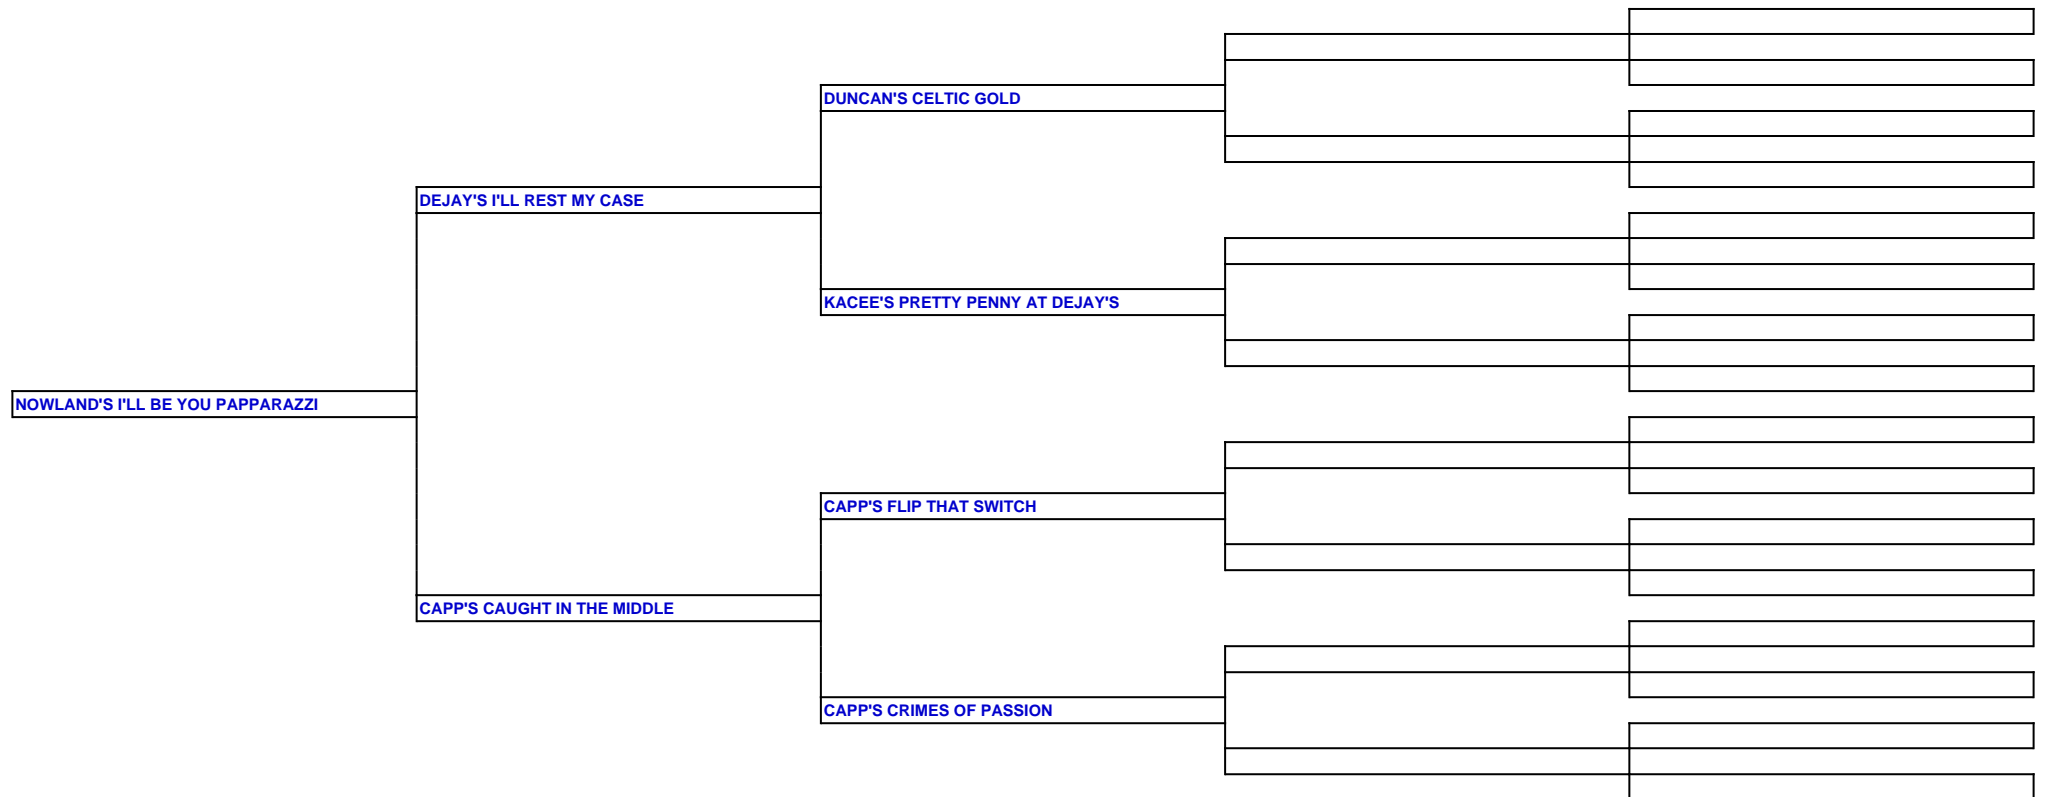 DUNCAN'S CELTIC GOLD
DEJAY'S I'LL REST MY CASE
KACEE'S PRETTY PENNY AT DEJAY'S
NOWLAND'S I'LL BE YOU PAPPARAZZI
CAPP'S FLIP THAT SWITCH
CAPP'S CAUGHT IN THE MIDDLE
CAPP'S CRIMES OF PASSION